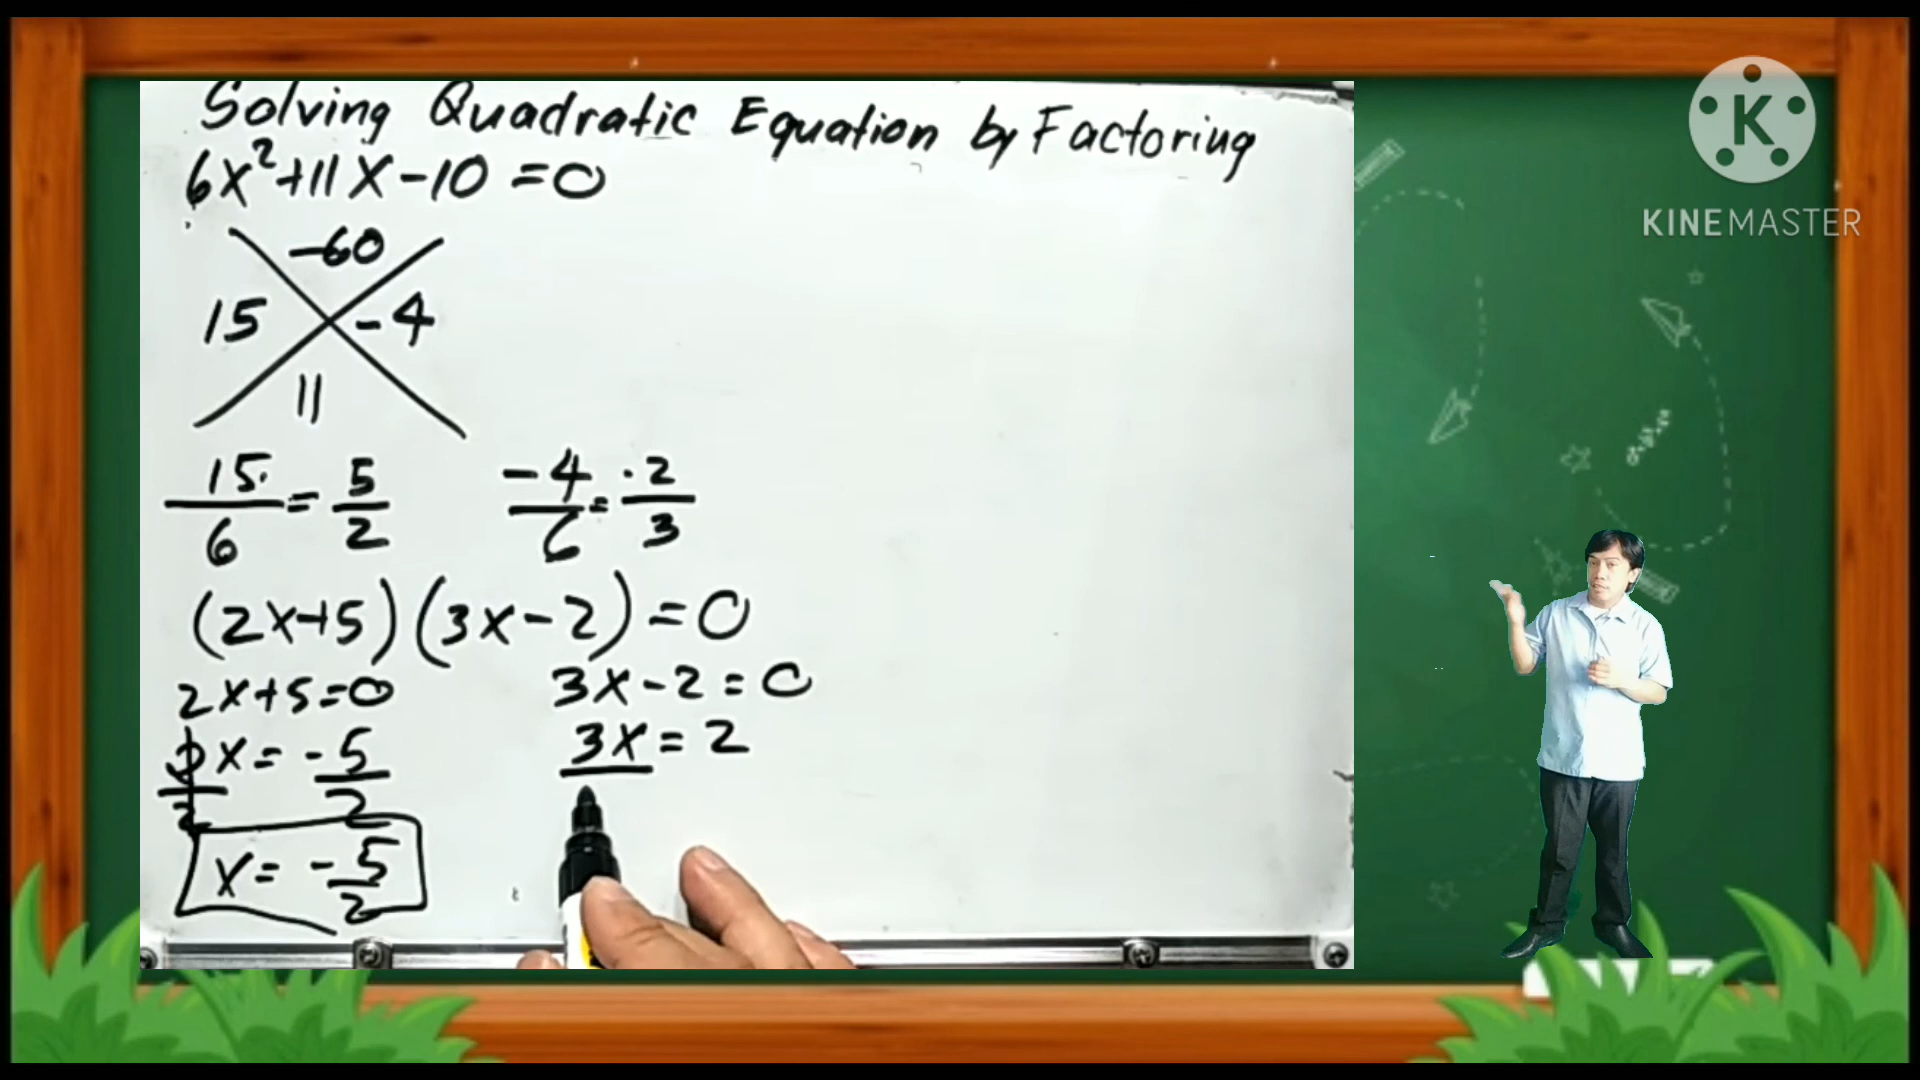 Solving Quadratic Equation by Factoring
6x²+11x-10=0
-60
15 -4
11
15/6 = 5/2 -4/6 = -2/3
(2x+5)(3x-2)=0
2x+5=0 3x-2=0
2x/2 = -5/2 3x=2
x= -5/2
K
KINEMASTER